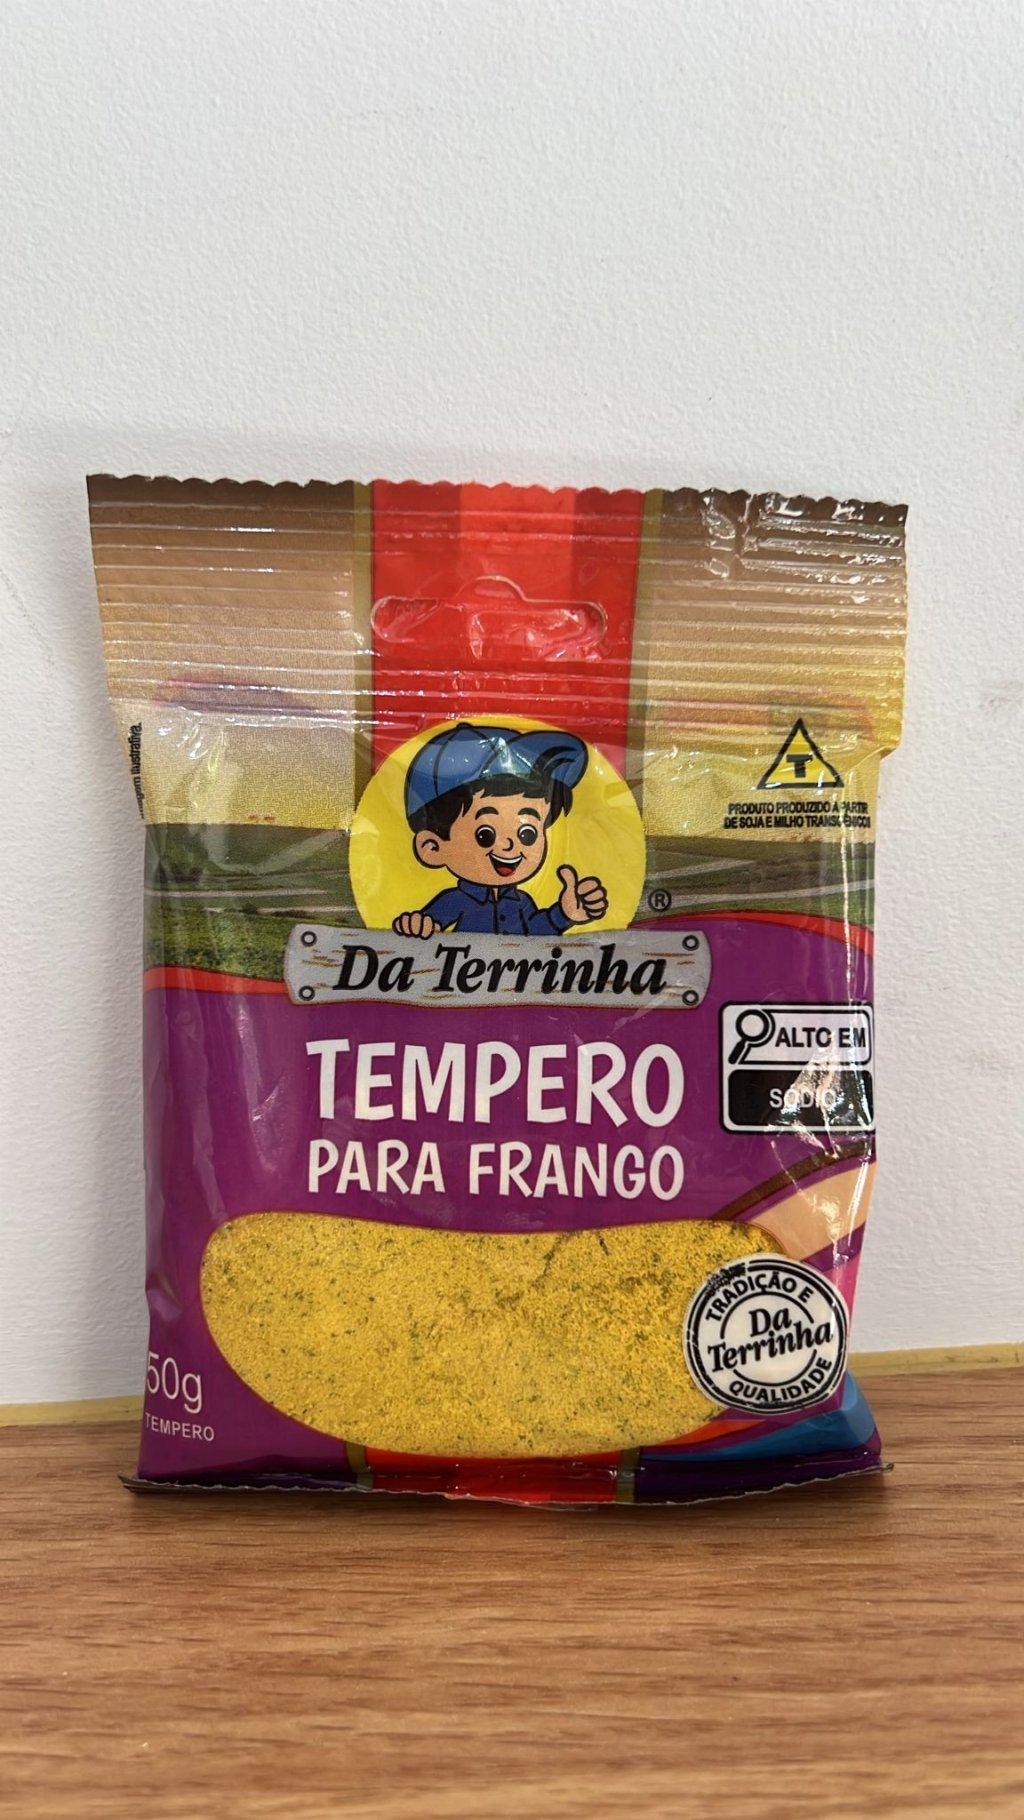 T
PRODUTO PRODUZIDO A PARTIR
DE SOJA E MILHO TRANSGÊNICOS
®
Da Terrinha
ALTO EM
SÓDIO
TEMPERO
PARA FRANGO
TRADIÇÃO E
Da
Terrinha
QUALIDADE
50g
TEMPERO
ilustrativa.